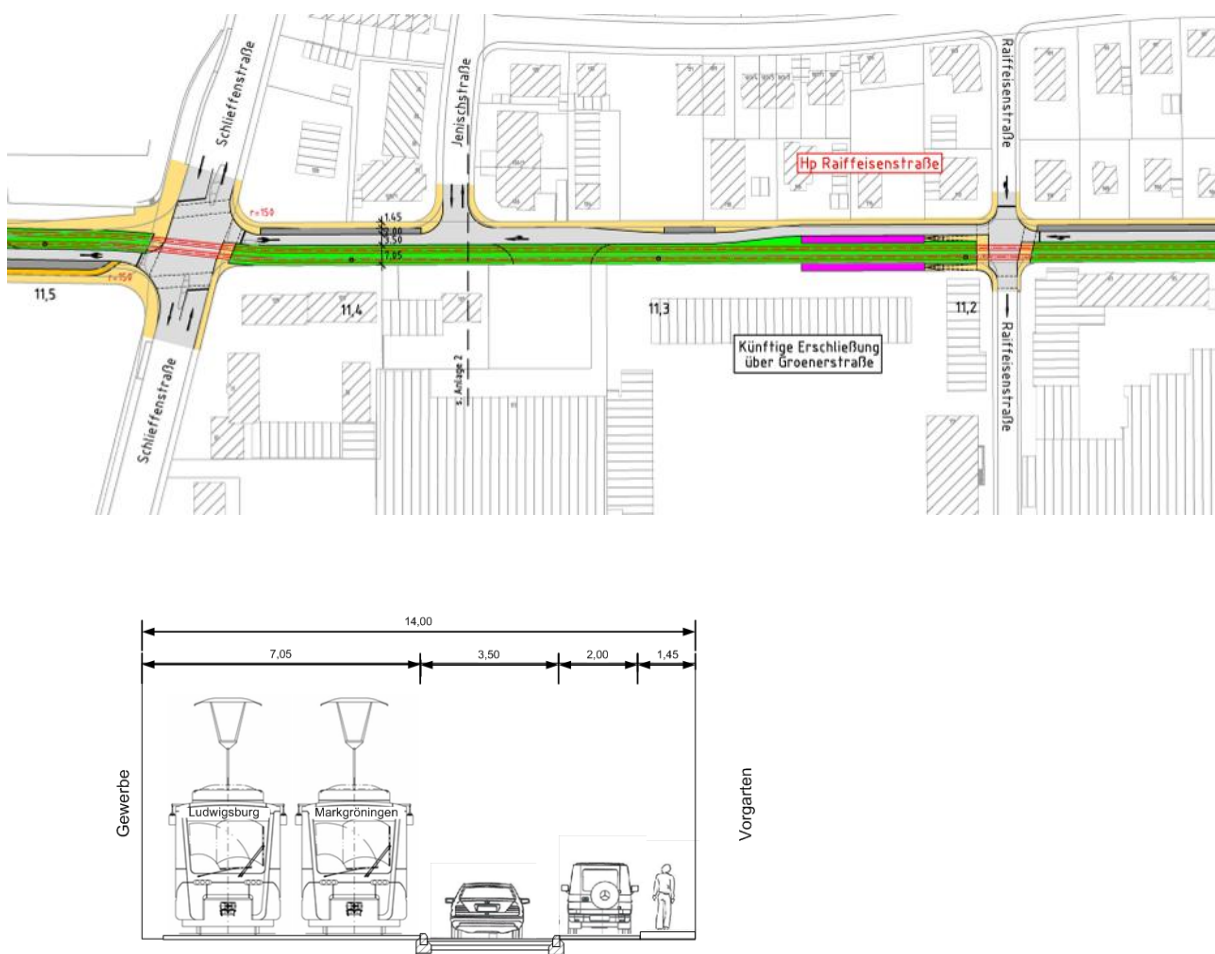 Schlieffenstraße
Schlieffenstraße
Jenischstraße
Raiffeisenstraße
Hp Raiffeisenstraße
r=150
1.45
2.00
3.50
7.05
r=150
11,5
11,4
11,3
11,2
Künftige Erschließung
über Groenerstraße
s. Anlage 2
Schlieffenstraße
Raiffeisenstraße
14,00
7,05
3,50
2,00
1,45
Gewerbe
Ludwigsburg
Markgröningen
Vorgarten